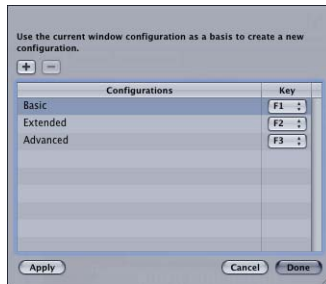 Use the current window configuration as a basis to create a new
configuration.
+ −
Configurations Key
Basic F1
Extended F2
Advanced F3
Apply Cancel Done